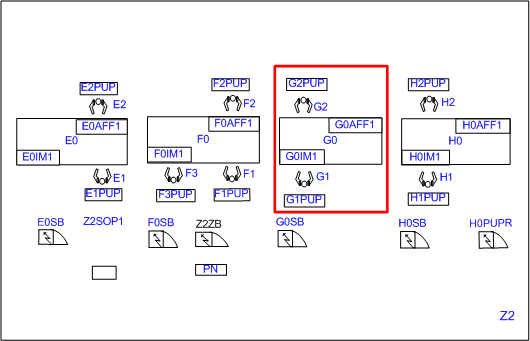 E2PUP F2PUP G2PUP H2PUP
E2 F2 G2 H2
E0AFF1 F0AFF1 G0AFF1 H0AFF1
E0 F0 G0 H0
E0IM1 F0IM1 G0IM1 H0IM1
E1 F3 F1 G1 H1
E1PUP F3PUP F1PUP G1PUP H1PUP
E0SB Z2SOP1 F0SB Z2ZB G0SB H0SB H0PUPR
PN
Z2